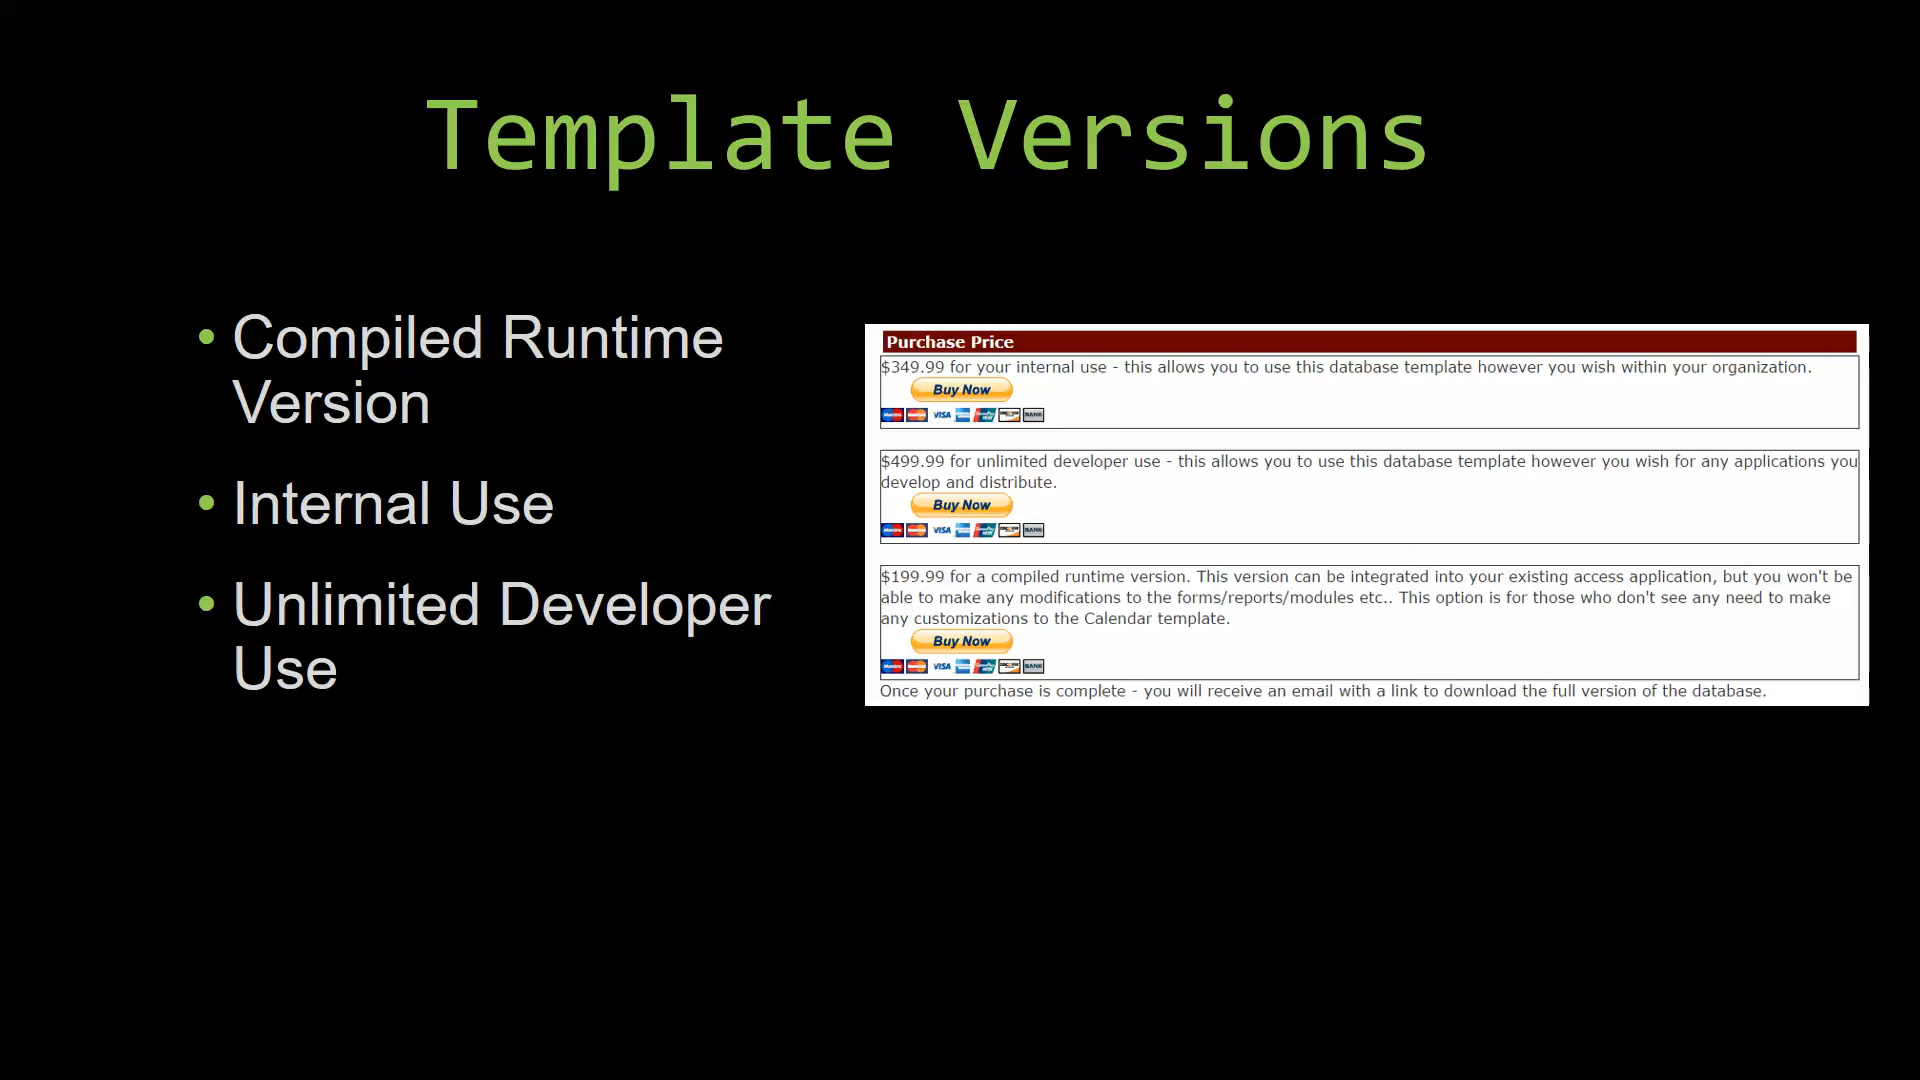 Template Versions
• Compiled Runtime
Version
• Internal Use
• Unlimited Developer
Use
Purchase Price
$349.99 for your internal use - this allows you to use this database template however you wish within your organization.
Buy Now
VISA BANK
$499.99 for unlimited developer use - this allows you to use this database template however you wish for any applications you
develop and distribute.
Buy Now
VISA BANK
$199.99 for a compiled runtime version. This version can be integrated into your existing access application, but you won't be
able to make any modifications to the forms/reports/modules etc.. This option is for those who don't see any need to make
any customizations to the Calendar template.
Buy Now
VISA BANK
Once your purchase is complete - you will receive an email with a link to download the full version of the database.